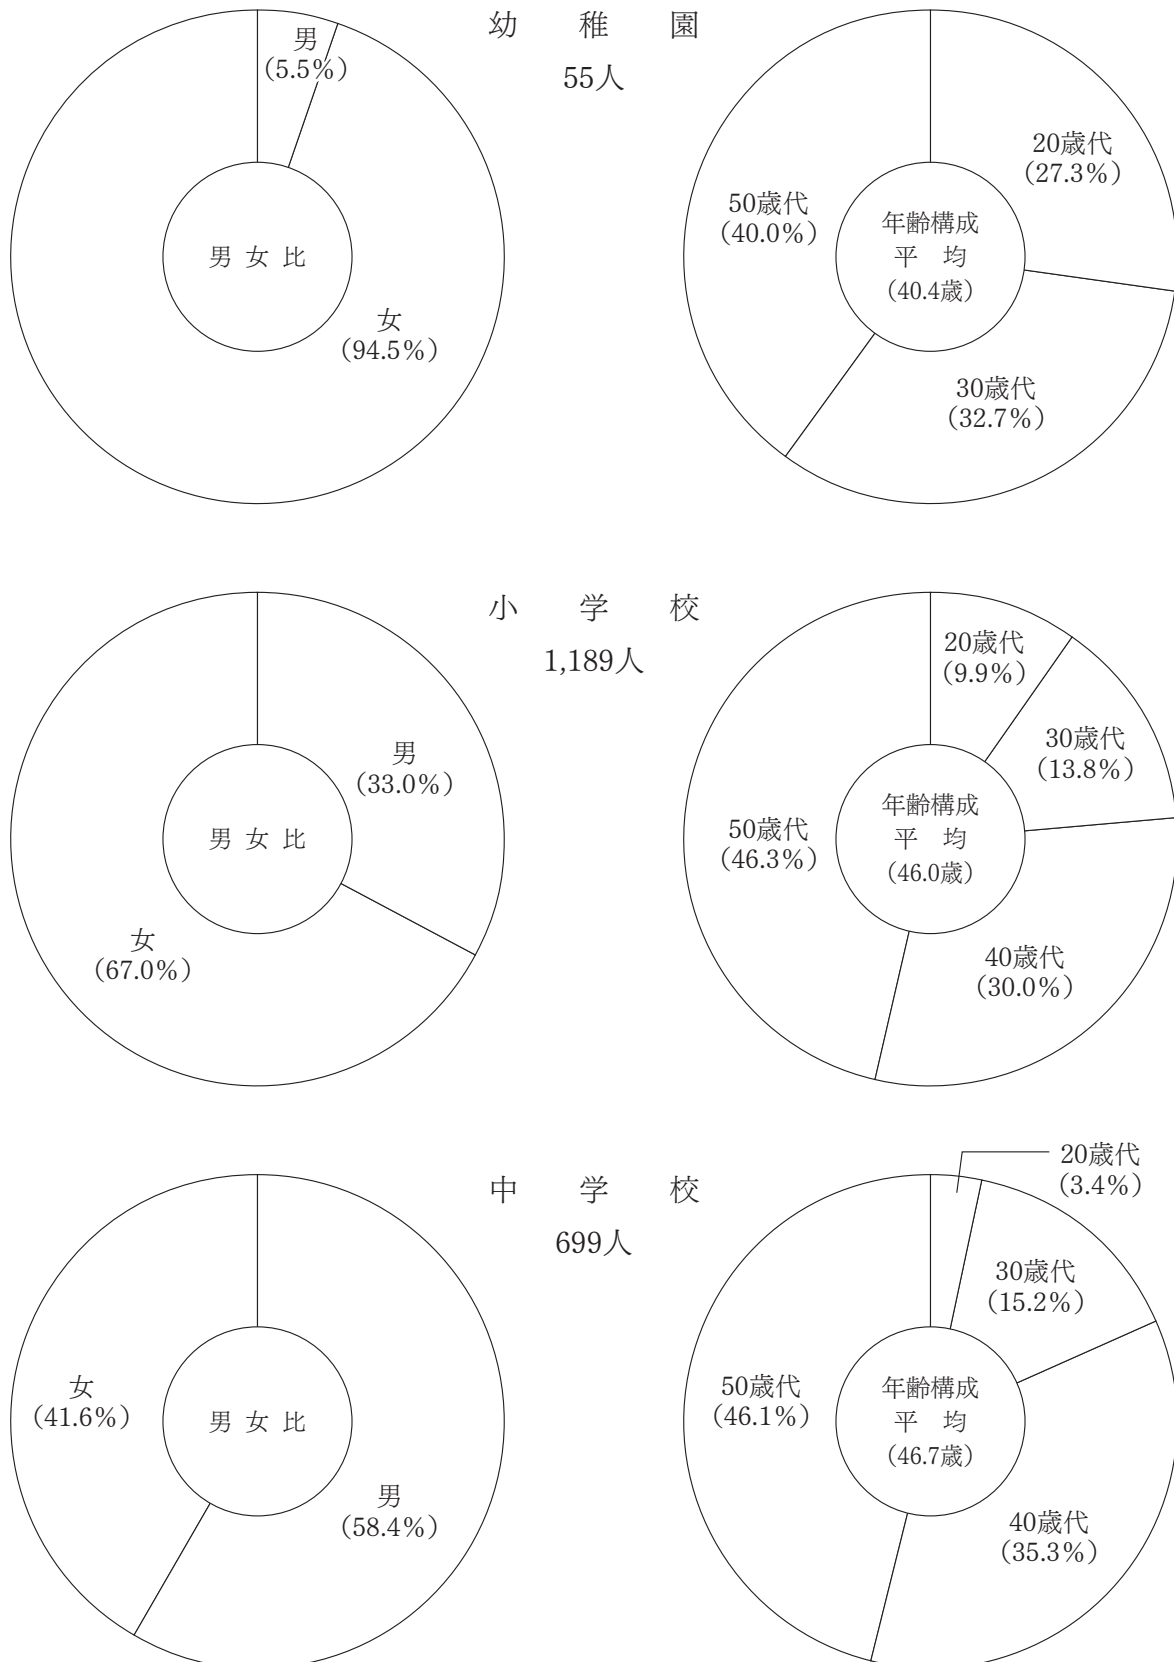 幼稚園
55人
男
(5.5%)
女
(94.5%)
男女比
20歳代
(27.3%)
30歳代
(32.7%)
50歳代
(40.0%)
年齢構成
平均
(40.4歳)
小学校
1,189人
男
(33.0%)
女
(67.0%)
男女比
20歳代
(9.9%)
30歳代
(13.8%)
40歳代
(30.0%)
50歳代
(46.3%)
年齢構成
平均
(46.0歳)
中学校
699人
女
(41.6%)
男
(58.4%)
男女比
20歳代
(3.4%)
30歳代
(15.2%)
40歳代
(35.3%)
50歳代
(46.1%)
年齢構成
平均
(46.7歳)